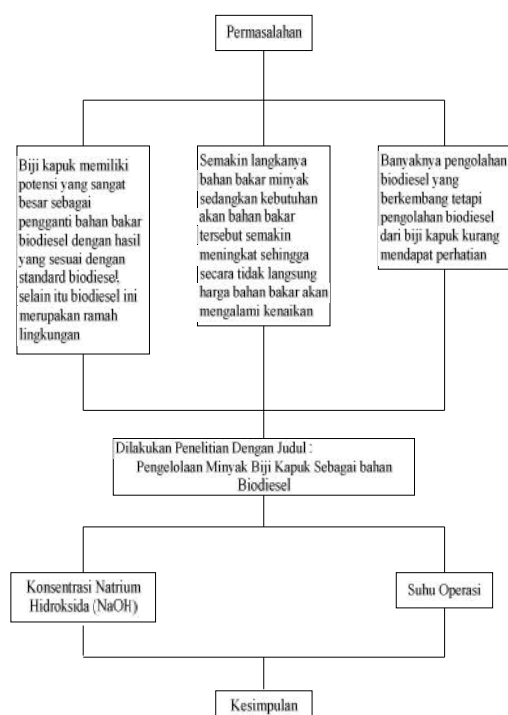 Permasalahan
Biji kapuk memiliki
potensi yang sangat
besar sebagai
pengganti bahan bakar
biodiesel dengan hasil
yang sesuai dengan
standard biodiesel,
selain itu biodiesel ini
merupakan ramah
lingkungan
Semakin langkanya
bahan bakar minyak
sedangkan kebutuhan
akan bahan bakar
tersebut semakin
meningkat sehingga
secara tidak langsung
harga bahan bakar akan
mengalami kenaikan
Banyaknya pengolahan
biodiesel yang
berkembang tetapi
pengolahan biodiesel
dari biji kapuk kurang
mendapat perhatian
Dilakukan Penelitian Dengan Judul :
Pengelolaan Minyak Biji Kapuk Sebagai bahan
Biodiesel
Konsentrasi Natrium
Hidroksida (NaOH)
Suhu Operasi
Kesimpulan